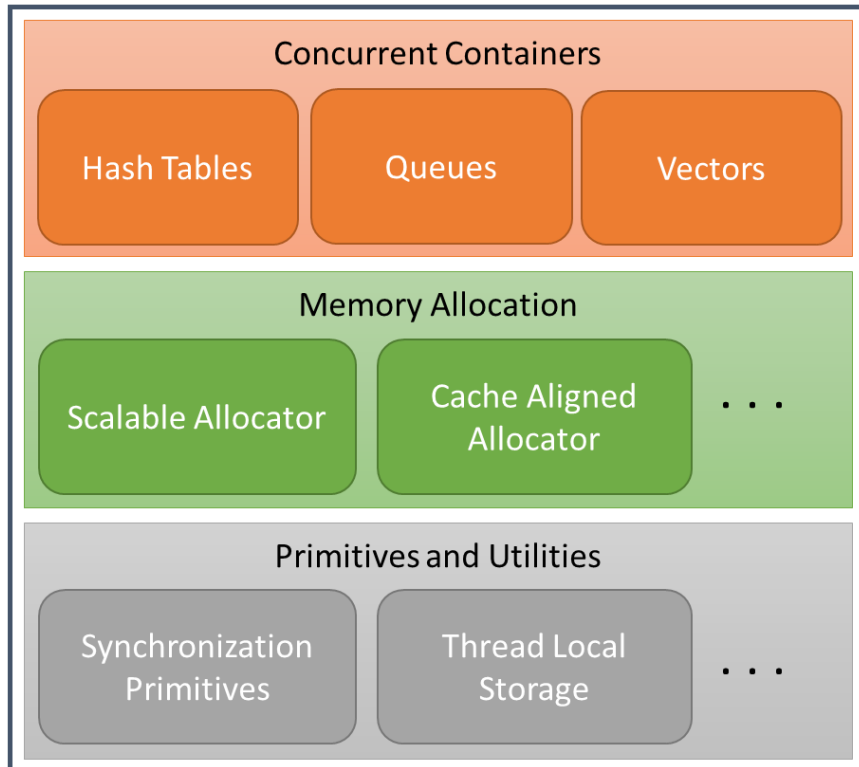 Concurrent Containers
Hash Tables
Queues
Vectors
Memory Allocation
Scalable Allocator
Cache Aligned
Allocator
. . .
Primitives and Utilities
Synchronization
Primitives
Thread Local
Storage
. . .